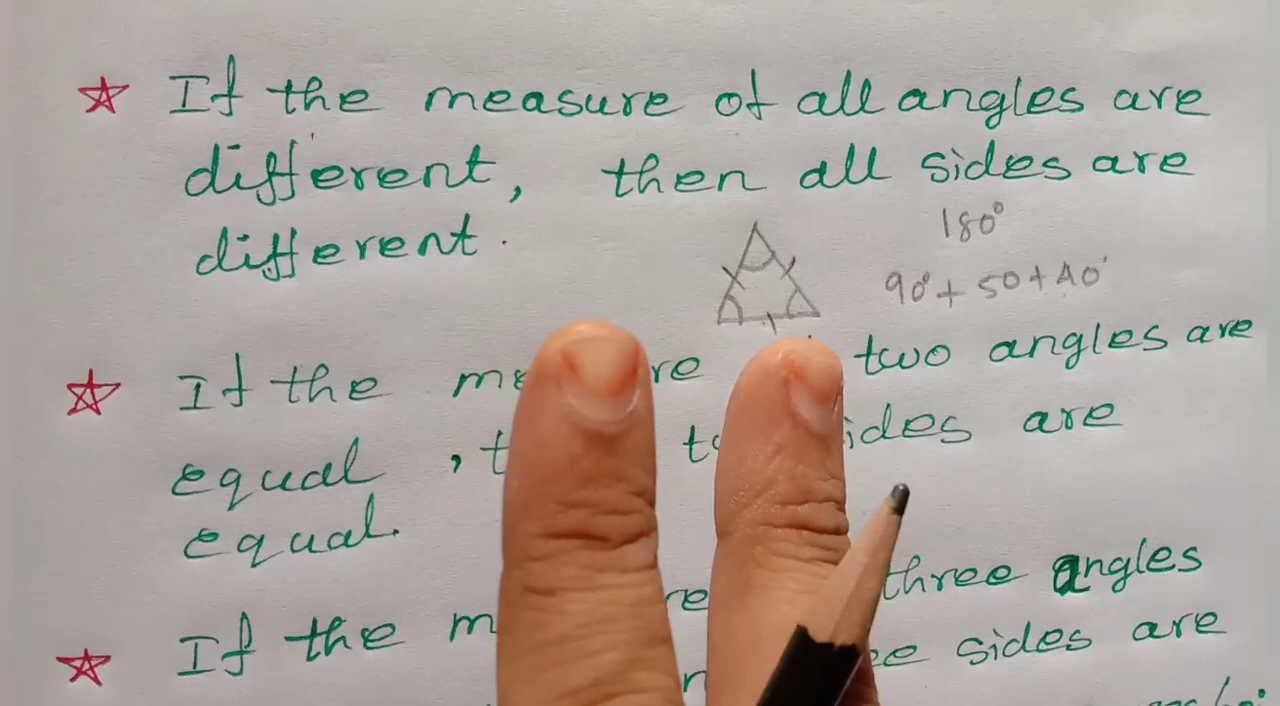 If the measure of all angles are
different, then all sides are
different.
180°
90° + 50 + 40°
If the two angles are
equal, are
equal.
If the three angles
sides are